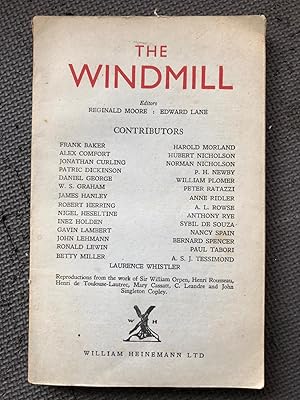 THE
WINDMILL
Editors
REGINALD MOORE : EDWARD LANE
CONTRIBUTORS
FRANK BAKER
ALEX COMFORT
JONATHAN CURLING
PATRIC DICKINSON
DANIEL GEORGE
W. S. GRAHAM
JAMES HANLEY
ROBERT HERRING
NIGEL HESELTINE
INEZ HOLDEN
GAVIN LAMBERT
JOHN LEHMANN
RONALD LEWIN
BETTY MILLER
HAROLD MORLAND
HUBERT NICHOLSON
NORMAN NICHOLSON
P. H. NEWBY
WILLIAM PLOMER
PETER RATAZZI
ANNE RIDLER
A. L. ROWSE
ANTHONY RYE
SYBIL DE SOUZA
NANCY SPAIN
BERNARD SPENCER
PAUL TABORI
A. S. J. TESSIMOND
LAURENCE WHISTLER
Reproductions from the work of Sir William Orpen, Henri Rousseau,
Henri de Toulouse-Lautrec, Mary Cassatt, C. Leandre and John
Singleton Copley.
W H
WILLIAM HEINEMANN LTD